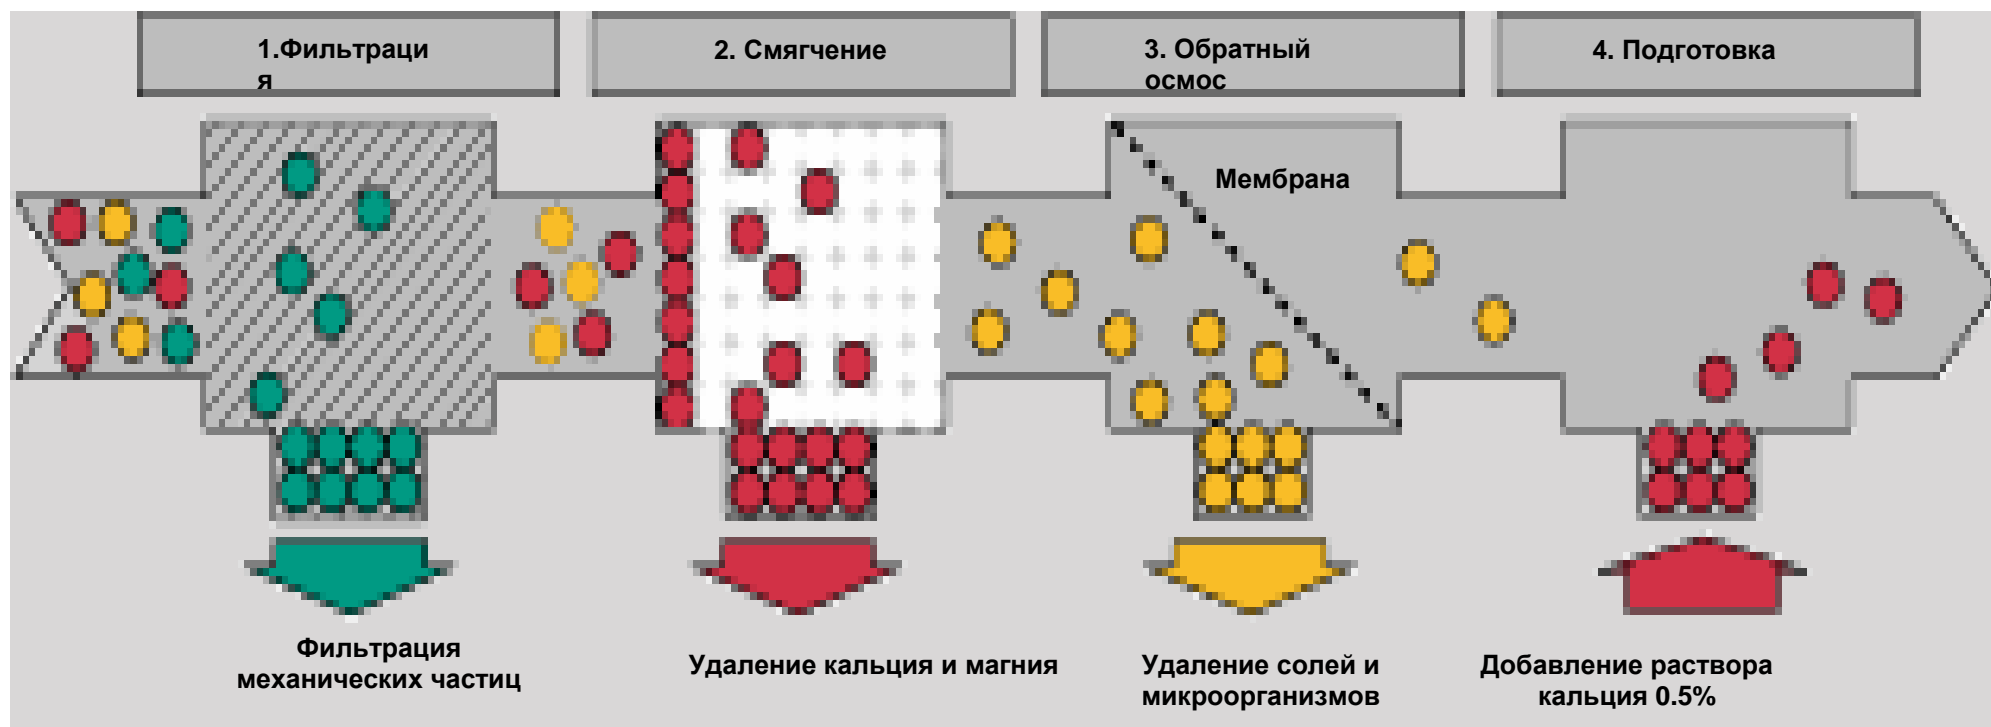 1.Фильтраци
я
2. Смягчение
3. Обратный
осмос
4. Подготовка
Мембрана
Фильтрация
механических частиц
Удаление кальция и магния
Удаление солей и
микроорганизмов
Добавление раствора
кальция 0.5%